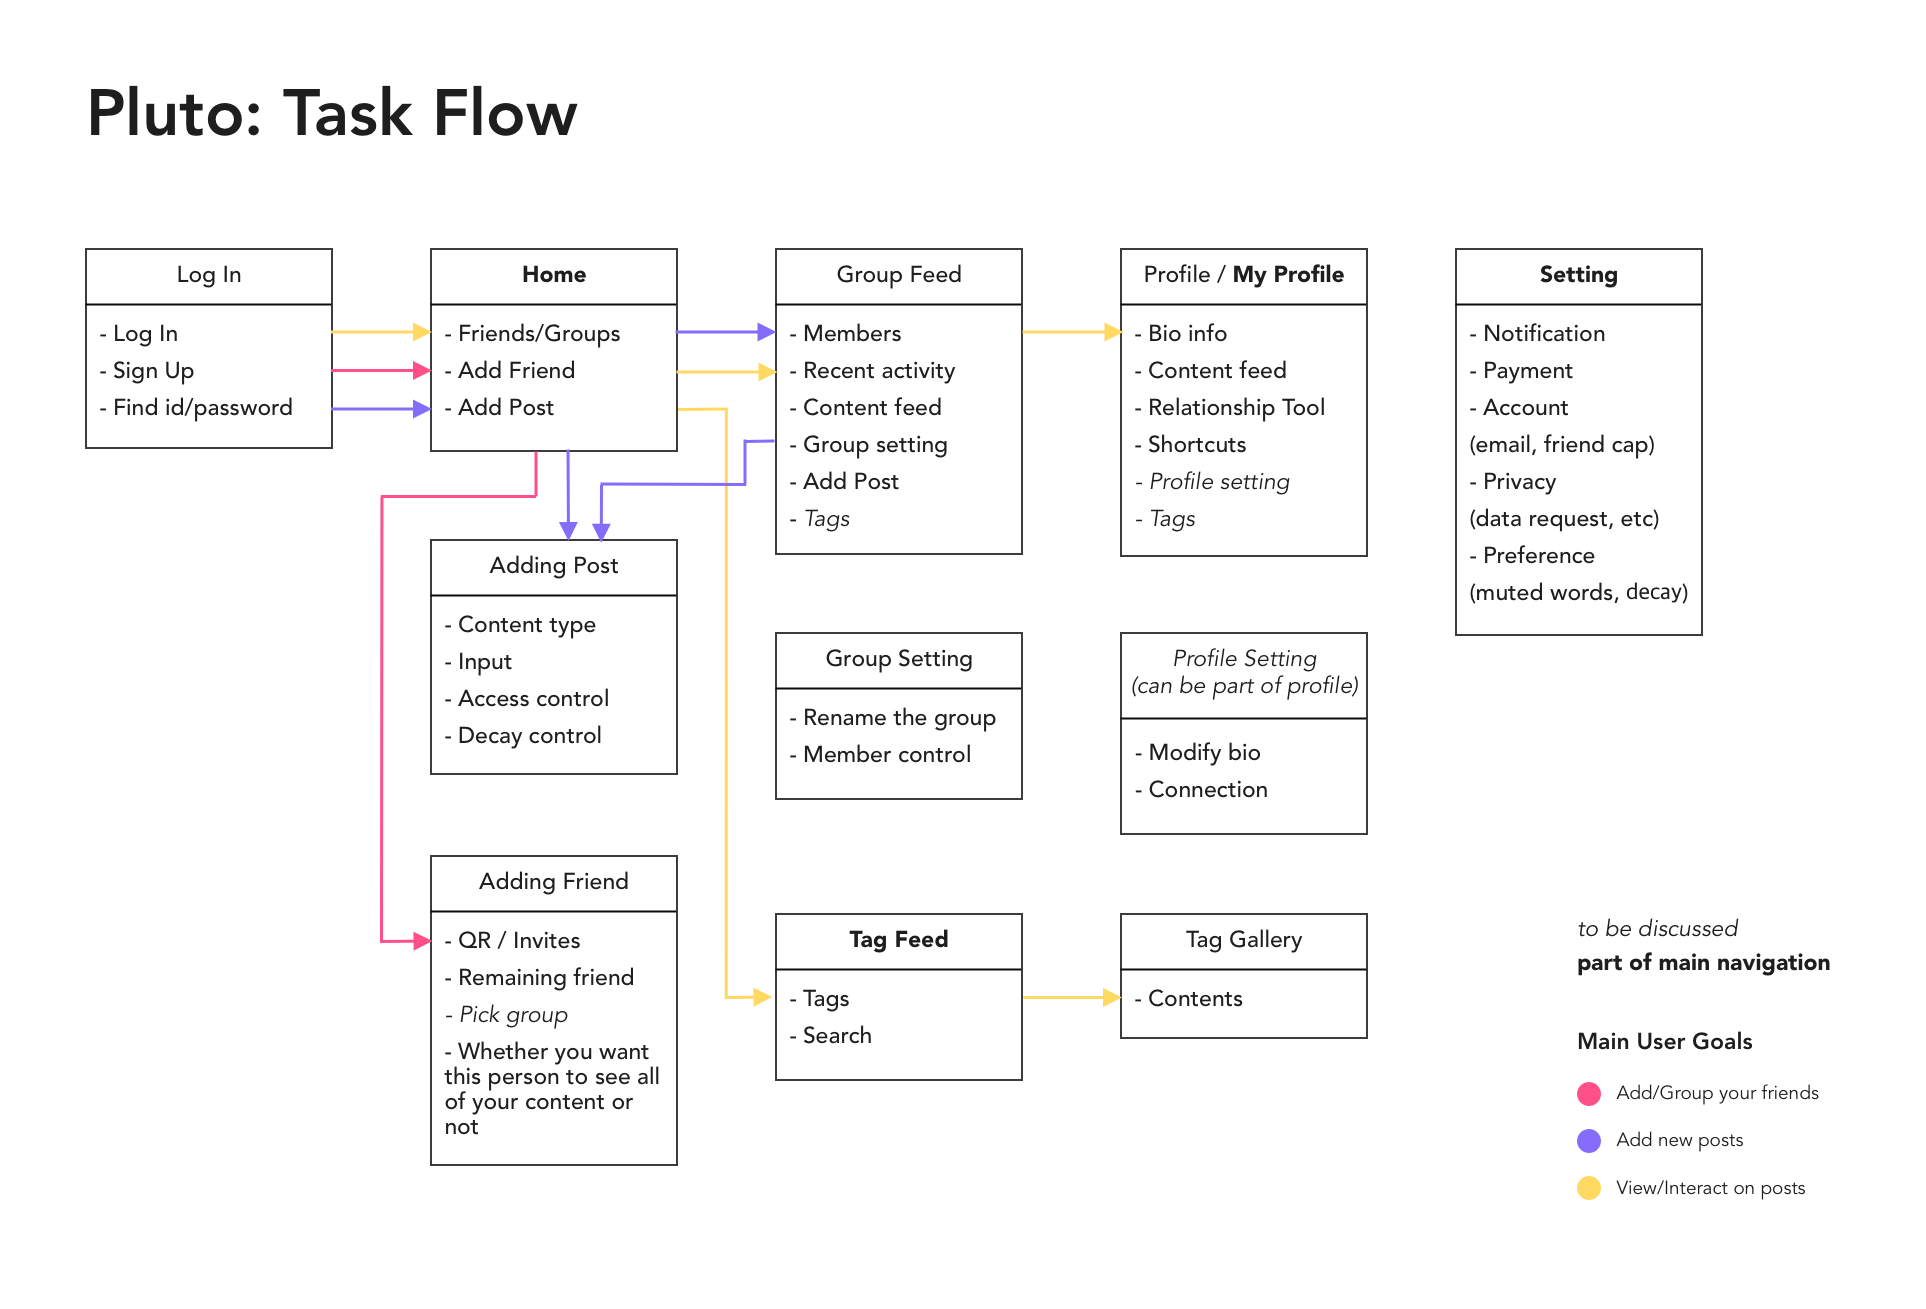 Pluto: Task Flow
Log In
- Log In
- Sign Up
- Find id/password
Home
- Friends/Groups
- Add Friend
- Add Post
Group Feed
- Members
- Recent activity
- Content feed
- Group setting
- Add Post
- Tags
Profile / My Profile
- Bio info
- Content feed
- Relationship Tool
- Shortcuts
- Profile setting
- Tags
Setting
- Notification
- Payment
- Account
(email, friend cap)
- Privacy
(data request, etc)
- Preference
(muted words, decay)
Adding Post
- Content type
- Input
- Access control
- Decay control
Group Setting
- Rename the group
- Member control
Profile Setting
(can be part of profile)
- Modify bio
- Connection
Adding Friend
- QR / Invites
- Remaining friend
- Pick group
- Whether you want
this person to see all
of your content or
not
Tag Feed
- Tags
- Search
Tag Gallery
- Contents
to be discussed
part of main navigation
Main User Goals
Add/Group your friends
Add new posts
View/Interact on posts